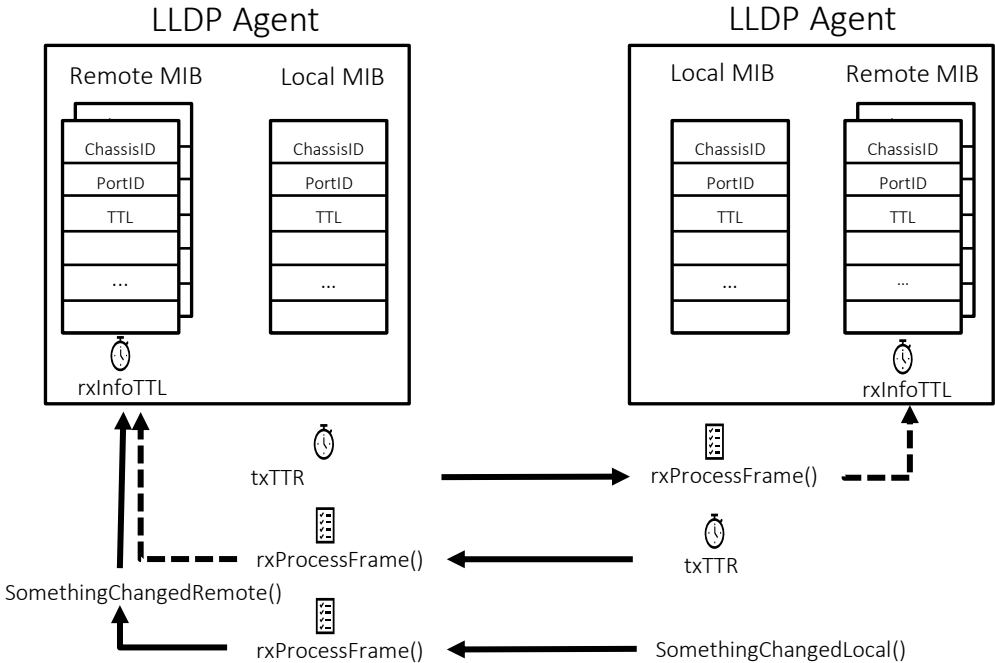 LLDP Agent
LLDP Agent
Remote MIB
Local MIB
Local MIB
Remote MIB
ChassisID
PortID
TTL
...
ChassisID
PortID
TTL
...
ChassisID
PortID
TTL
...
ChassisID
PortID
TTL
...
rxInfoTTL
rxInfoTTL
txTTR
rxProcessFrame()
rxProcessFrame()
txTTR
SomethingChangedRemote()
rxProcessFrame()
SomethingChangedLocal()